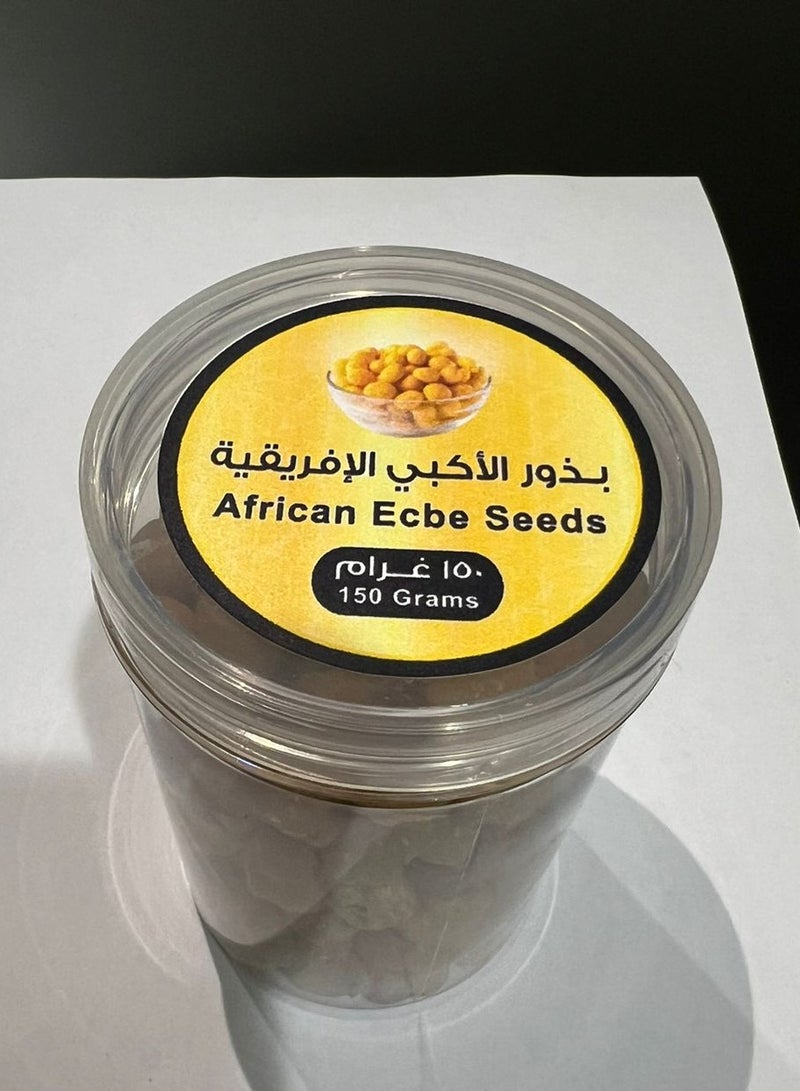 بذور الأكبي الإفريقية
African Ecbe Seeds
١٥٠ غرام
150 Grams